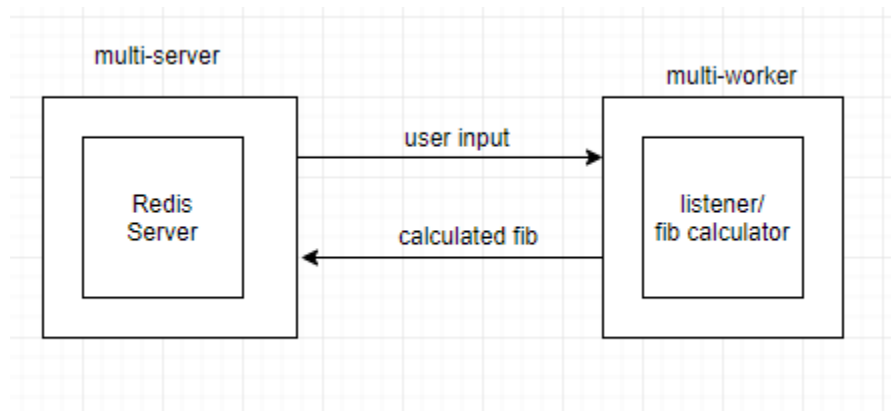 multi-server
multi-worker
user input
Redis
Server
listener/
fib calculator
calculated fib